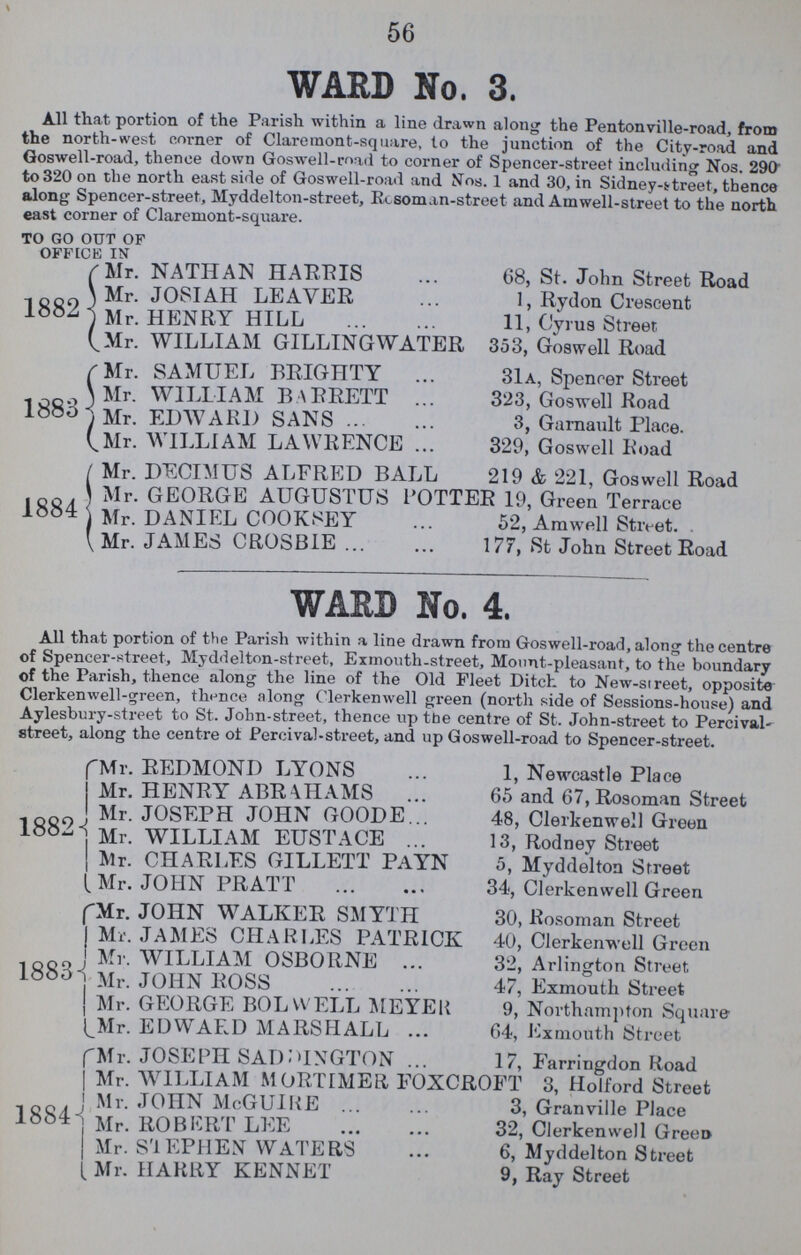 56
WARD No. 3.
All that portion of the Parish within a line drawn along the Pentonville-road, from
the north-west corner of Claremont-square, to the junction of the City-road and
Goswell-road, thence down Goswell-road to corner of Spencer-street including Nos. 290
to 320 on the north east side of Goswell-road and Nos. 1 and 30, in Sidney-street, thence
along Spencer-street, Myddelton-street, Rosoman-street and Amwell-street to the north
east corner of Claremont-square.
TO GO OUT OF
OFFICE IN
1882
Mr. NATHAN HARRIS ... 68, St. John Street Road
Mr. JOSIAH LEAVER ... 1, Rydon Crescent
Mr. HENRY HILL ... ... 11, Cyrus Street
Mr. WILLIAM GILLINGWATER 353, Goswell Road
1883
Mr. SAMUEL BRIGHTY ... 31A, Spencer Street
Mr. WILLIAM BARRETT ... 323, Goswell Road
Mr. EDWARD SANS ... ... 3, Garnault Place.
Mr. WILLIAM LAWRENCE ... 329, Goswell Road
1884
Mr. DECIMUS ALFRED BALL 219 & 221, Goswell Road
Mr. GEORGE AUGUSTUS POTTER 19, Green Terrace
Mr. DANIEL COOKSEY ... 52, Amwell Street.
Mr. JAMES CROSBIE ... ... 177, St John Street Road
WARD No. 4.
All that portion of the Parish within a line drawn from Goswell-road, along the centre
of Spencer-street, Myddelton-street, Exmouth-street, Mount-pleasant, to the boundary
of the Parish, thence along the line of the Old Fleet Ditch to New-street, opposite
Clerkenwell-green, thence along Clerkenwell green (north side of Sessions-house) and
Aylesbury-street to St. John-street, thence up the centre of St. John-street to Percival-
street, along the centre of Percival-street, and up Goswell-road to Spencer-street.
1882
Mr. REDMOND LYONS ... 1, Newcastle Place
Mr. HENRY ABRAHAMS ... 65 and 67, Rosoman Street
Mr. JOSEPH JOHN GOODE... 48, Clerkenwell Green
Mr. WILLIAM EUSTACE ... 13, Rodney Street
Mr. CHARLES GILLETT PAYN 5, Myddelton Street
Mr. JOHN PRATT ... ... 34, Clerkenwell Green
1883
Mr. JOHN WALKER SMYTH 30, Rosoman Street
Mr. JAMES CHARLES PATRICK 40, Clerkenwell Green
Mr. WILLIAM OSBORNE ... 32, Arlington Street
Mr. JOHN ROSS ... ... 47, Exmouth Street
Mr. GEORGE BOLWELL MEYER 9, Northampton Square
Mr. EDWARD MARSHALL ... 64, Exmouth Street
1884
Mr. JOSEPH SADDINGTON ... 17, Farringdon Road
Mr. WILLIAM MORTIMER FOXCROFT 3, Holford Street
Mr. JOHN McGUIRE ... ... 3, Granville Place
Mr. ROBERT LEE ... ... 32, Clerkenwell Green
Mr. STEPHEN WATERS ... 6, Myddelton Street
Mr. HARRY KENNET 9, Ray Street